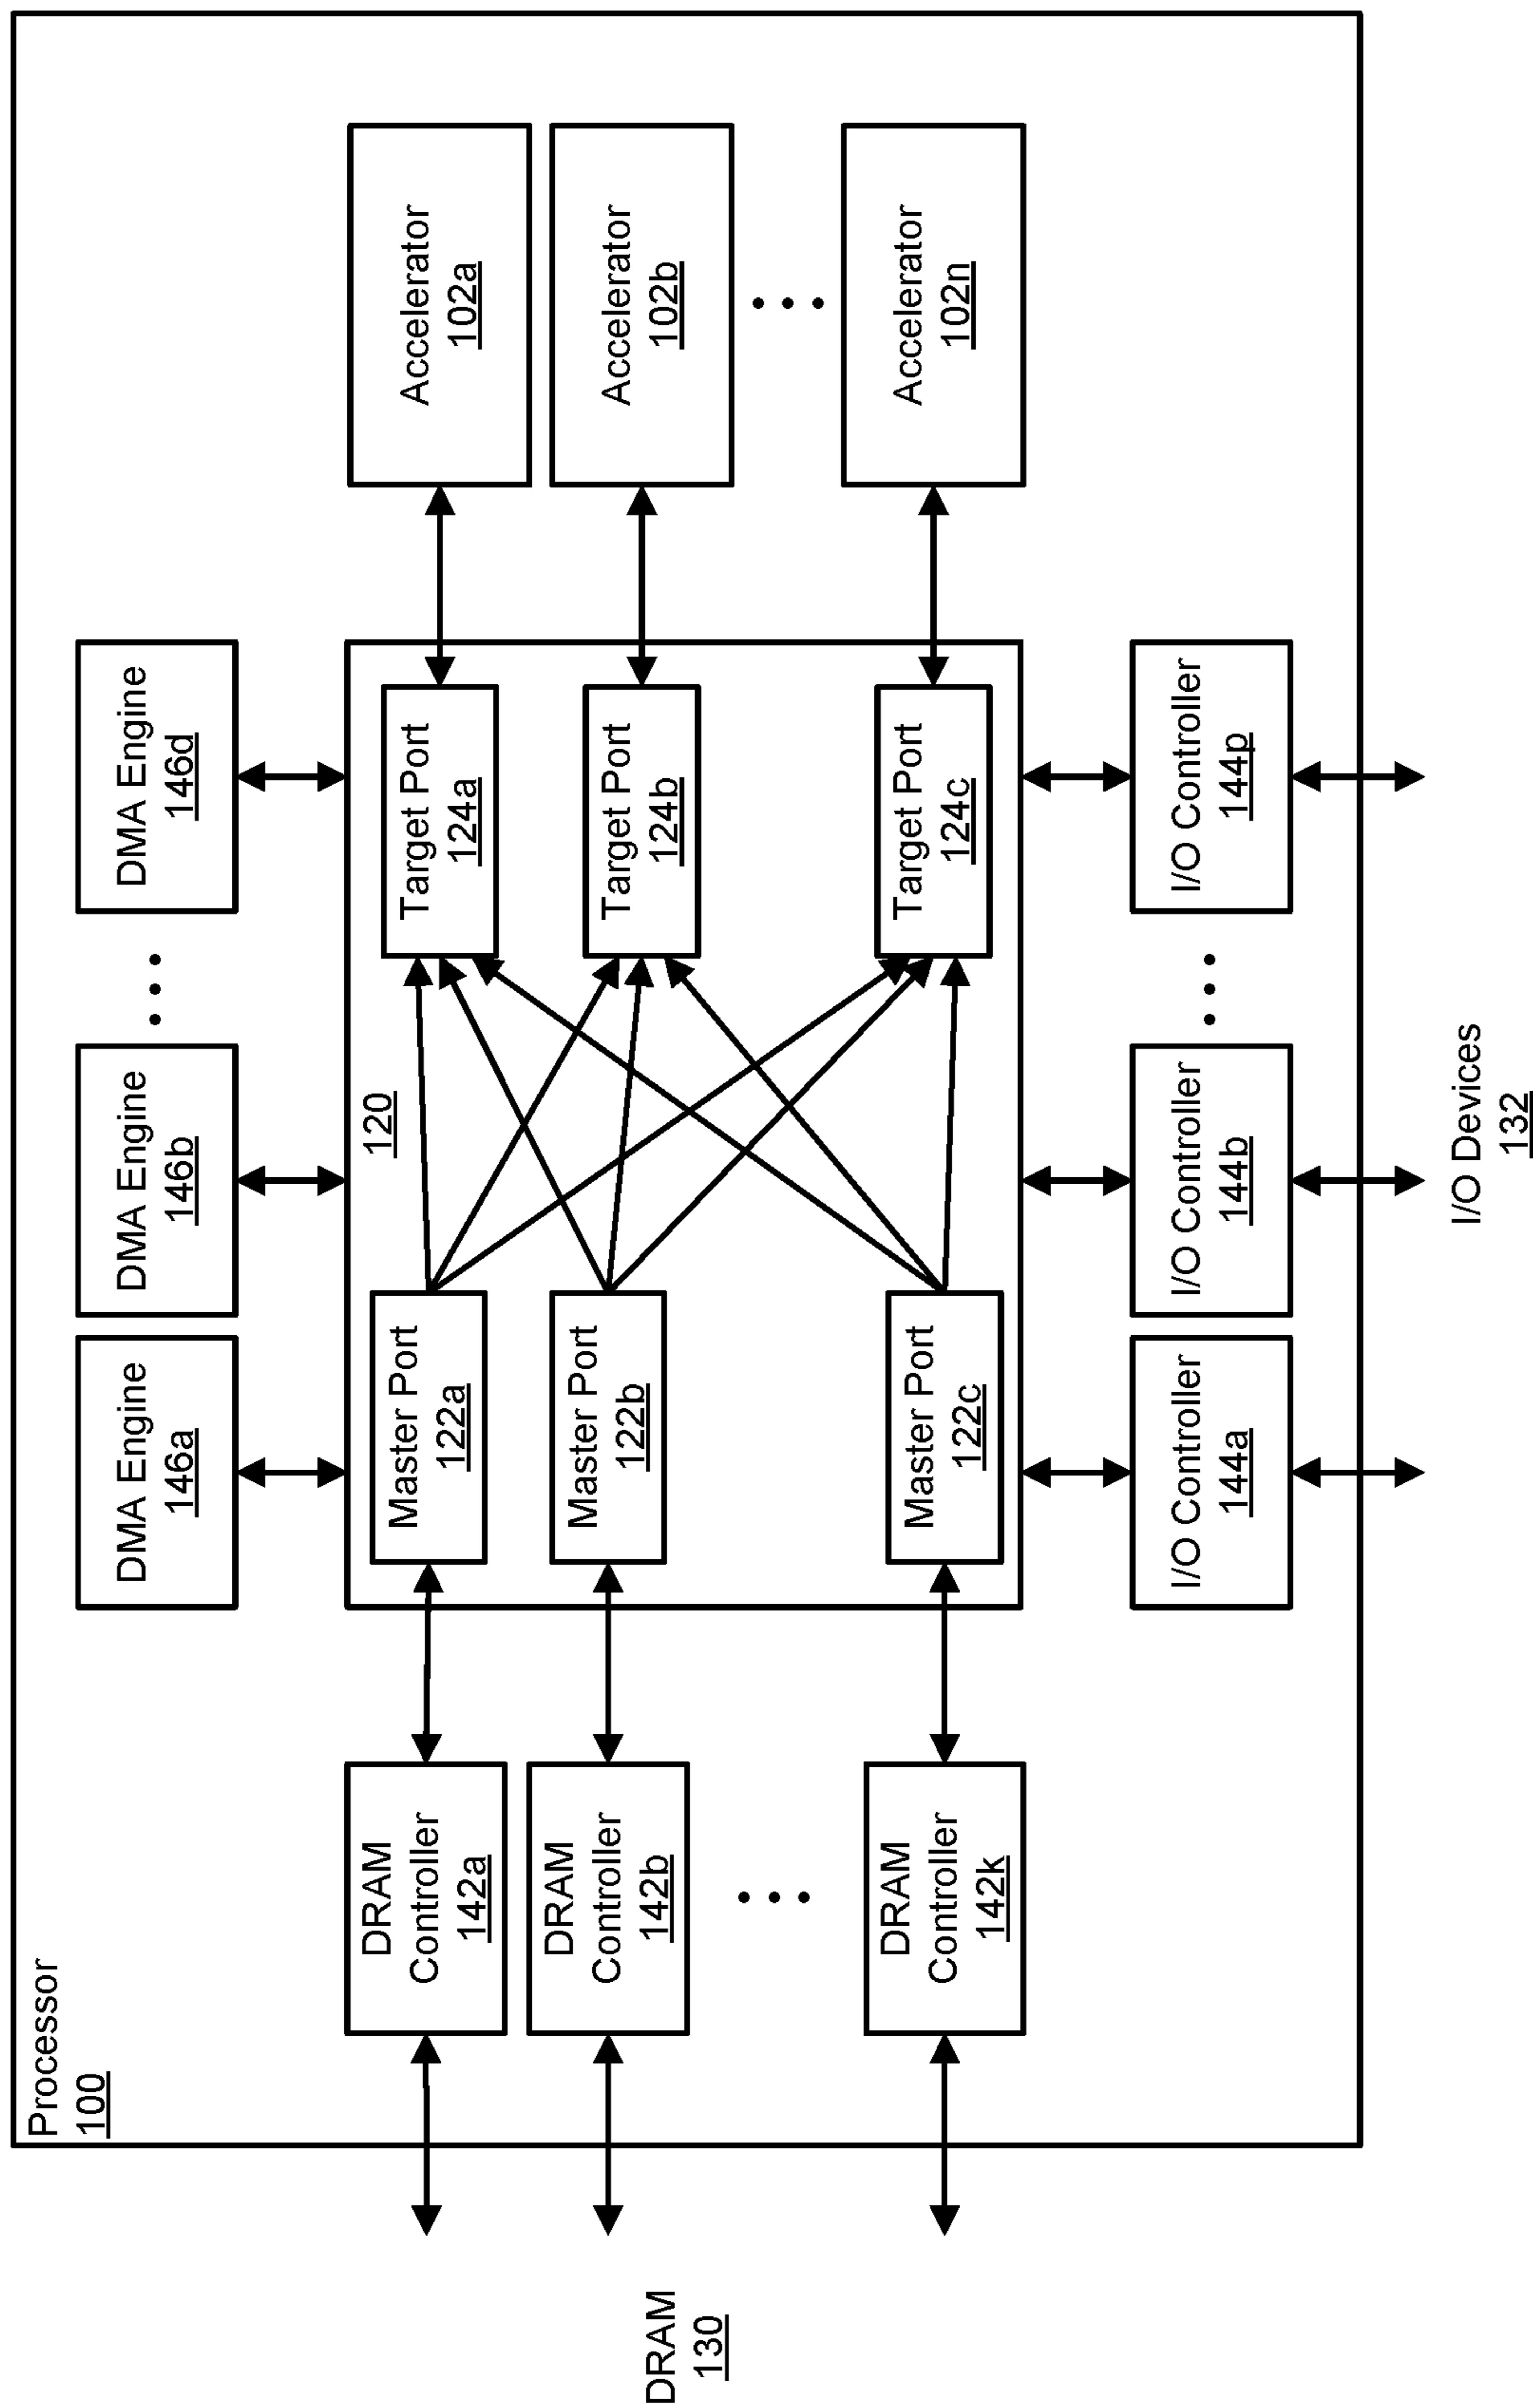 Processor
100
DMA Engine
146a
DMA Engine
146b
DMA Engine
146d
DRAM
Controller
142a
DRAM
Controller
142b
DRAM
Controller
142k
120
Master Port
122a
Master Port
122b
Master Port
122c
Target Port
124a
Target Port
124b
Target Port
124c
Accelerator
102a
Accelerator
102b
Accelerator
102n
I/O Controller
144a
I/O Controller
144b
I/O Controller
144p
DRAM
130
I/O Devices
132